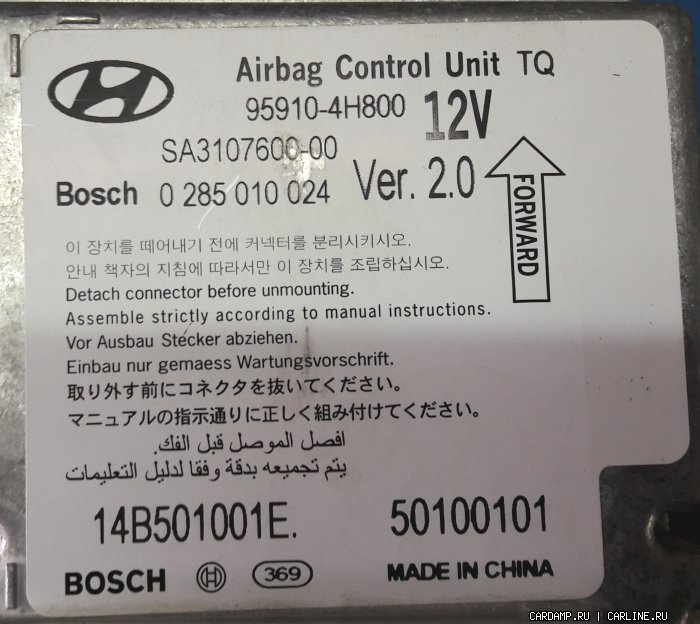 Airbag Control Unit TQ
95910-4H800 12V
SA3107600-00
Bosch 0 285 010 024 Ver. 2.0
FORWARD
이 장치를 떼어내기 전에 커넥터를 분리시키시오.
안내 책자의 지침에 따라서만 이 장치를 조립하십시오.
Detach connector before unmounting.
Assemble strictly according to manual instructions.
Vor Ausbau Stecker abziehen.
Einbau nur gemaess Wartungsvorschrift.
取り外す前にコネクタを抜いてください。
マニュアルの指示通りに正しく組み付けてください。
افصل الموصل قبل الفك.
يتم تجميعه بدقة وفقا لدليل التعليمات
14B501001E. 50100101
BOSCH 369 MADE IN CHINA
CARDAMP.RU | CARLINE.RU